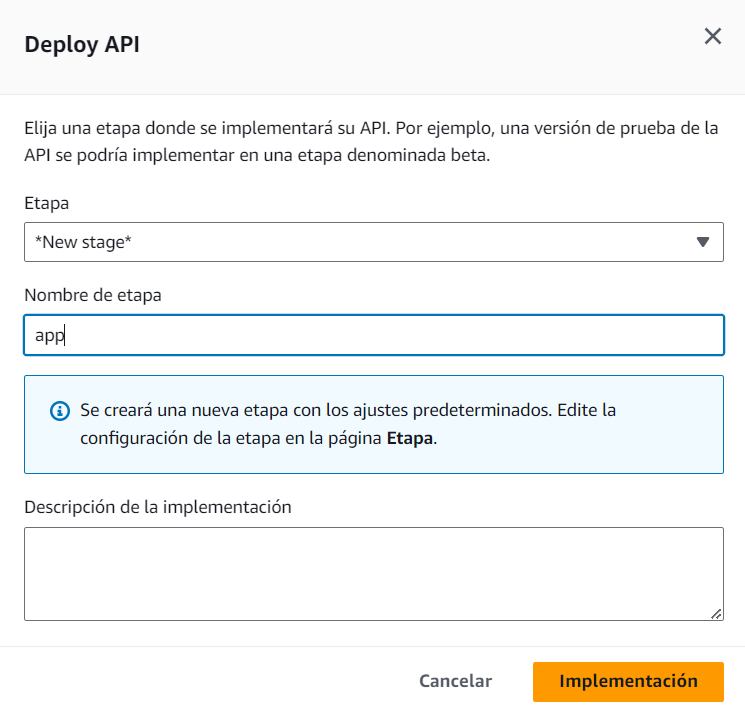 Deploy API
Elija una etapa donde se implementará su API. Por ejemplo, una versión de prueba de la
API se podría implementar en una etapa denominada beta.
Etapa
*New stage*
Nombre de etapa
app
Se creará una nueva etapa con los ajustes predeterminados. Edite la
configuración de la etapa en la página Etapa.
Descripción de la implementación
Cancelar
Implementación